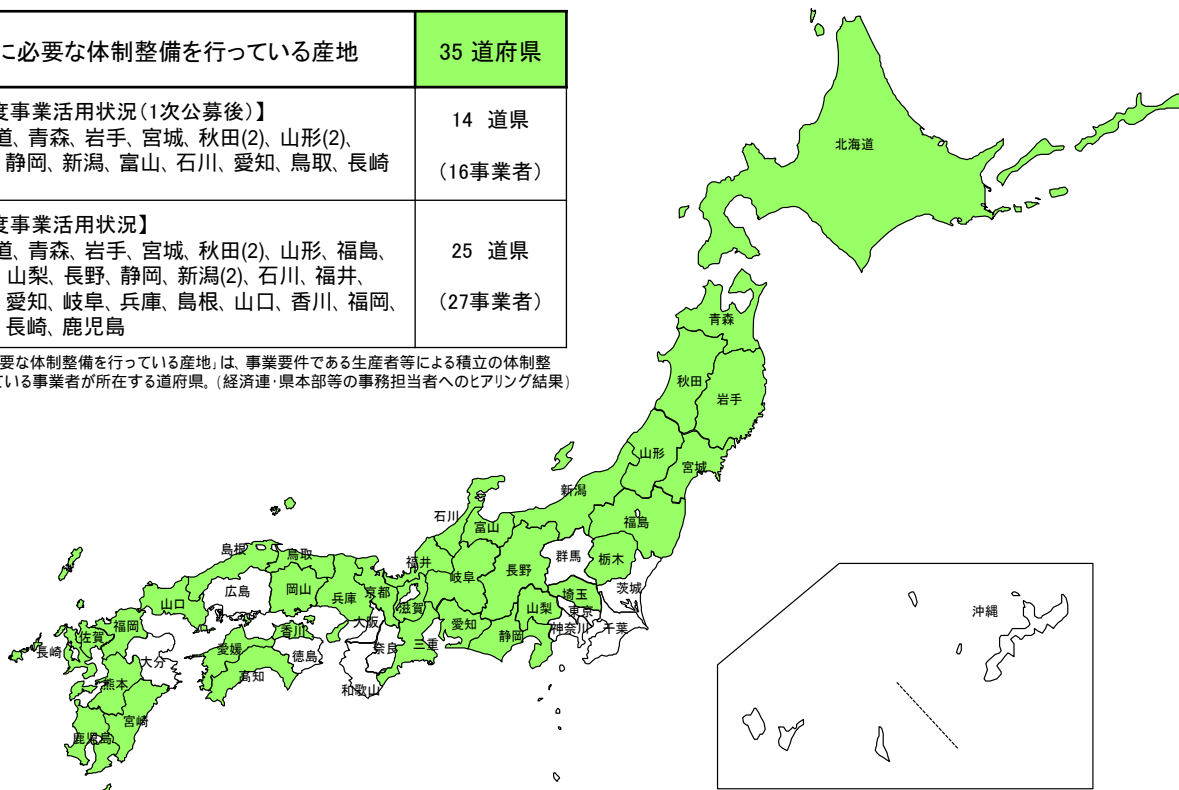 に必要な体制整備を行っている産地
35 道府県
度事業活用状況(1次公募後)】
道、青森、岩手、宮城、秋田(2)、山形(2)、
静岡、新潟、富山、石川、愛知、鳥取、長崎
14 道県
(16事業者)
度事業活用状況】
道、青森、岩手、宮城、秋田(2)、山形、福島、
山梨、長野、静岡、新潟(2)、石川、福井、
愛知、岐阜、兵庫、島根、山口、香川、福岡、
長崎、鹿児島
25 道県
(27事業者)
要な体制整備を行っている産地」は、事業要件である生産者等による積立の体制整
ている事業者が所在する道府県。(経済連・県本部等の事務担当者へのヒアリング結果)
北海道
青森
秋田
岩手
山形
宮城
新潟
福島
石川
富山
群馬
栃木
茨城
福井
岐阜
長野
埼玉
東京
山梨
神奈川
千葉
静岡
愛知
島根
鳥取
広島
岡山
兵庫
京都
滋賀
山口
大阪
奈良
三重
和歌山
香川
愛媛
徳島
高知
福岡
佐賀
長崎
大分
熊本
宮崎
鹿児島
沖縄